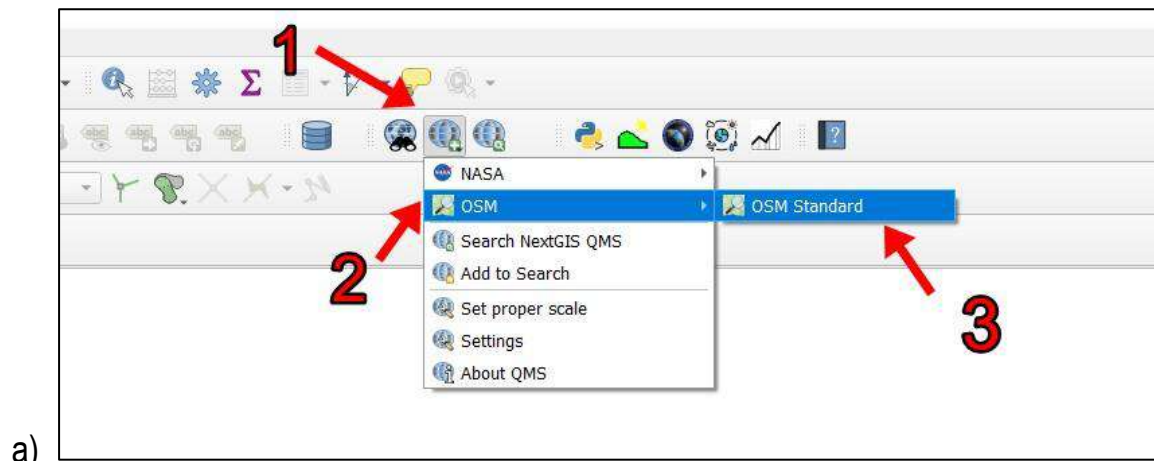 1
NASA
OSM
OSM Standard
Search NextGIS QMS
Add to Search
2
Set proper scale
3
Settings
About QMS
a)